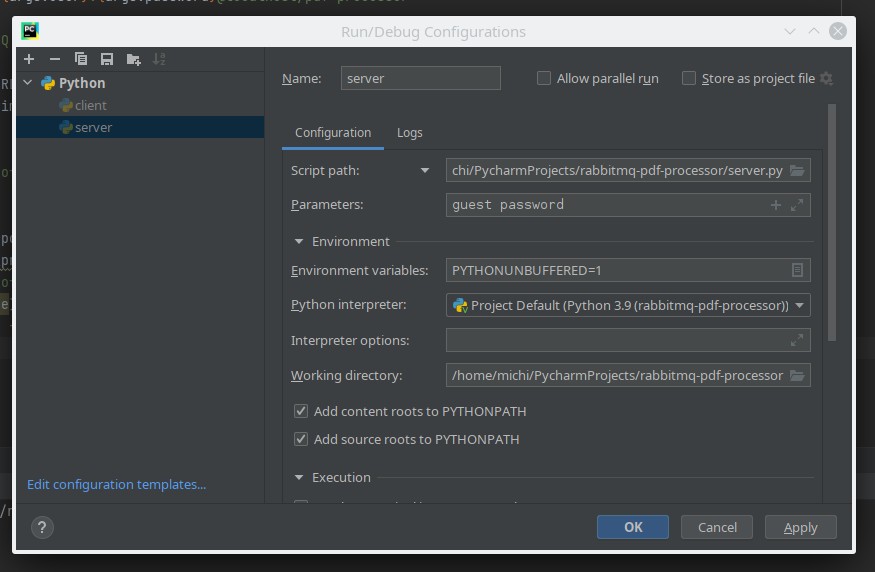 PC
Run/Debug Configurations
Python
client
server
Name:
server
Allow parallel run
Store as project file
Configuration
Logs
Script path:
chi/PycharmProjects/rabbitmq-pdf-processor/server.py
Parameters:
guest password
Environment
Environment variables:
PYTHONUNBUFFERED=1
Python interpreter:
Project Default (Python 3.9 (rabbitmq-pdf-processor))
Interpreter options:
Working directory:
/home/michi/PycharmProjects/rabbitmq-pdf-processor
Add content roots to PYTHONPATH
Add source roots to PYTHONPATH
Execution
Edit configuration templates...
?
OK
Cancel
Apply